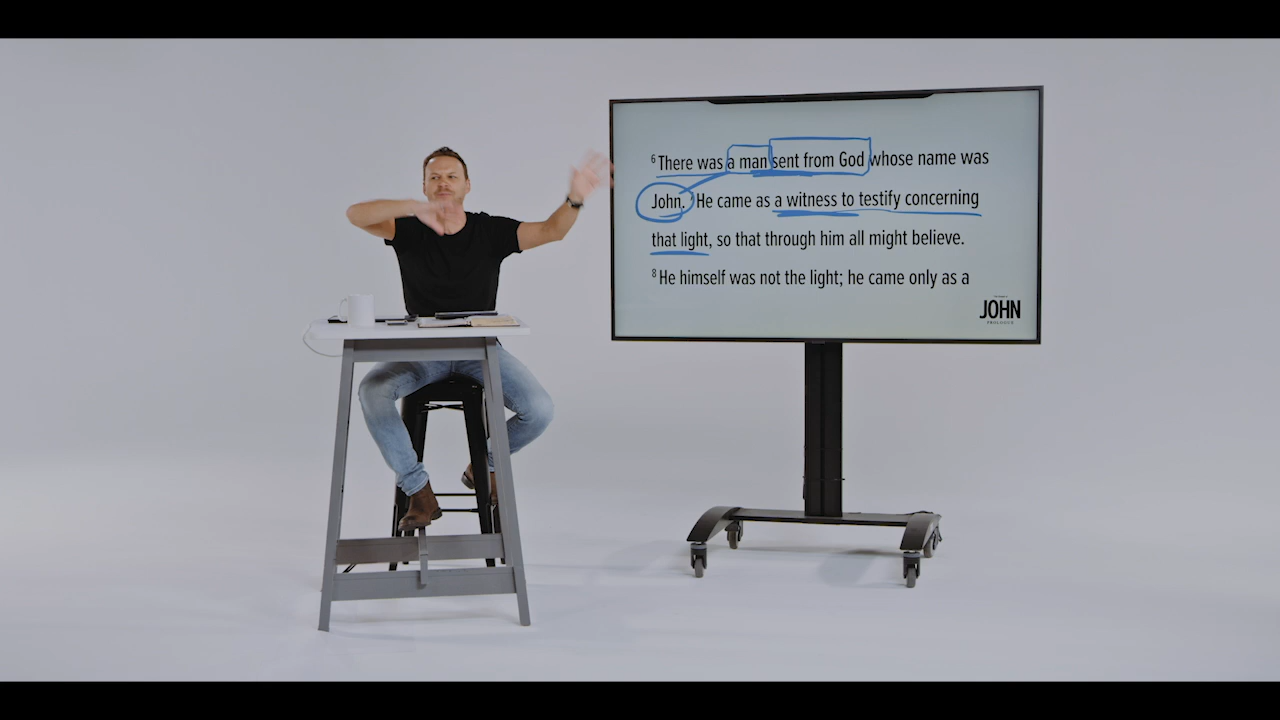 ⁶ There was a man sent from God whose name was
John. ⁷ He came as a witness to testify concerning
that light, so that through him all might believe.
⁸ He himself was not the light; he came only as a
JOHN
PROLOGUE